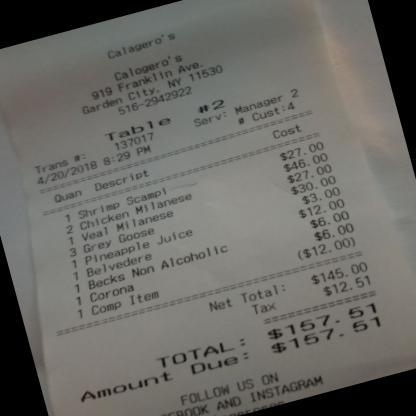 Calagero's
Calogero's
919 Franklin Ave.
Garden City, NY 11530
516-2942922
Table #2
Trans #: 137017 Serv: Manager 2
4/20/2018 8:29 PM # Cust:4
Quan Descript Cost
1 Shrimp Scampi $27.00
2 Chicken Milanese $46.00
1 Veal Milanese $27.00
3 Grey Goose $30.00
1 Pineapple Juice $3.00
1 Belvedere $12.00
1 Becks Non Alcoholic $6.00
1 Corona $6.00
1 Comp Item ($12.00)
Net Total: $145.00
Tax $12.51
TOTAL: $157.51
Amount Due: $157.51
FOLLOW US ON
AND INSTAGRAM